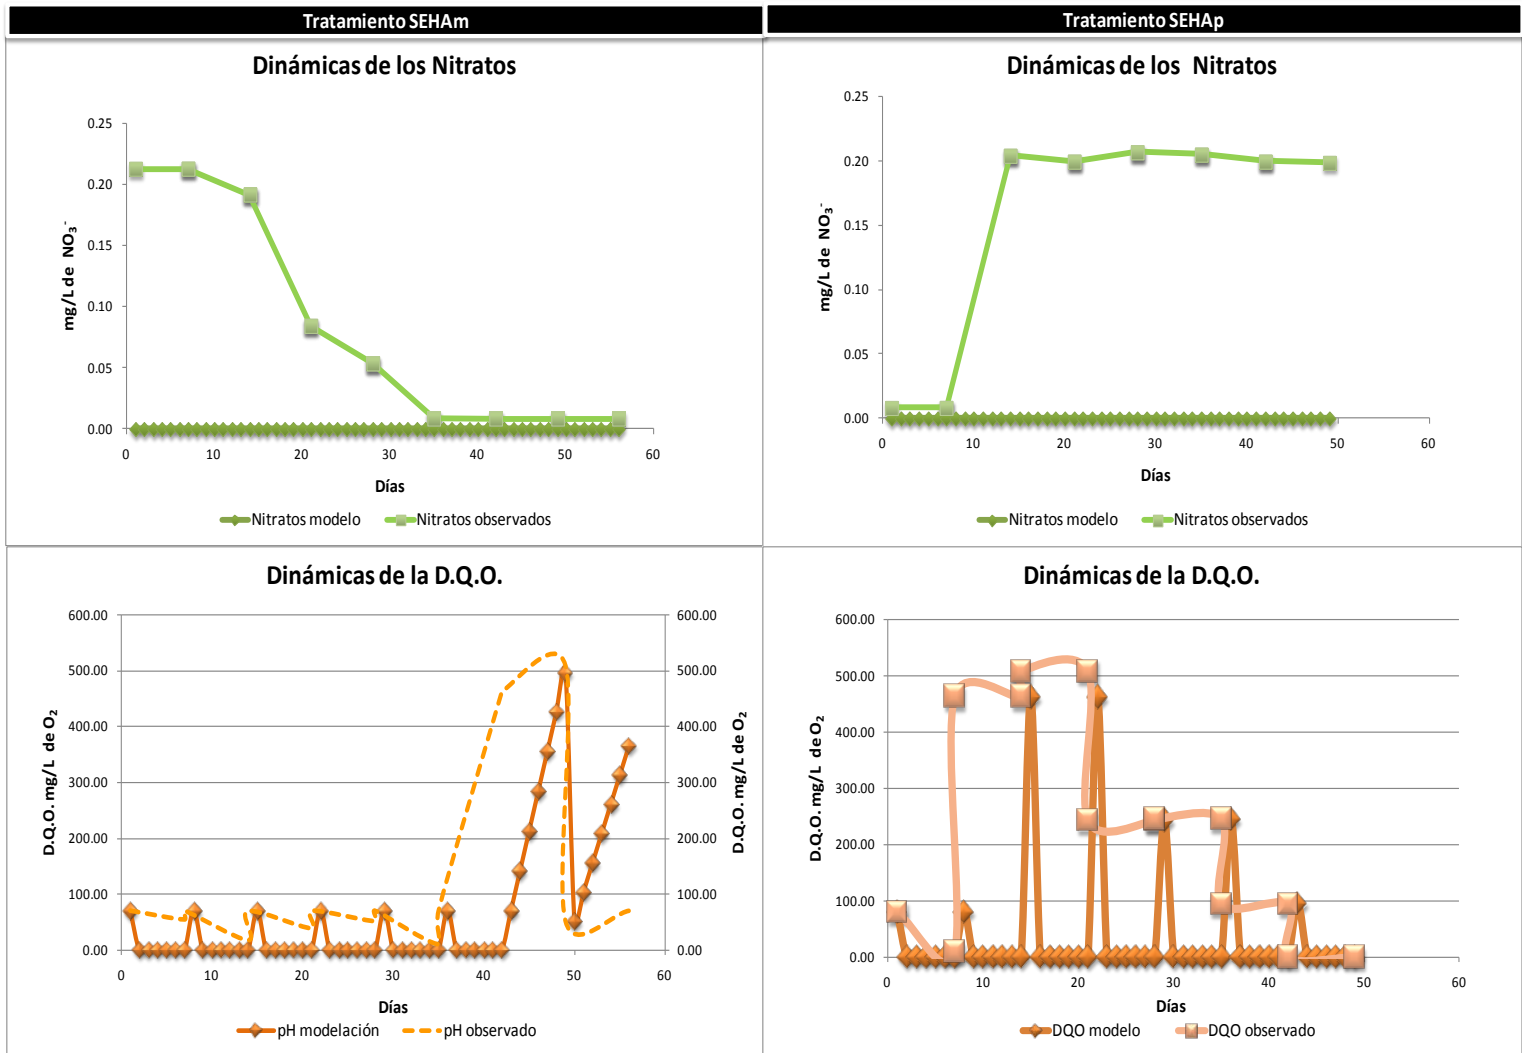 Tratamiento SEHAm
Tratamiento SEHAp
Dinámicas de los Nitratos
mg/L de NO₃⁻
0.25
0.20
0.15
0.10
0.05
0.00
0 10 20 30 40 50 60
Días
Nitratos modelo Nitratos observados
Dinámicas de los Nitratos
mg/L de NO₃⁻
0.25
0.20
0.15
0.10
0.05
0.00
0 10 20 30 40 50 60
Días
Nitratos modelo Nitratos observados
Dinámicas de la D.Q.O.
D.Q.O. mg/L de O₂
600.00 600.00
500.00 500.00
400.00 400.00
300.00 300.00
200.00 200.00
100.00 100.00
0.00 0.00
D.Q.O. mg/L de O₂
0 10 20 30 40 50 60
Días
pH modelación pH observado
Dinámicas de la D.Q.O.
D.Q.O. mg/L de O₂
600.00
500.00
400.00
300.00
200.00
100.00
0.00
0 10 20 30 40 50 60
Días
DQO modelo DQO observado